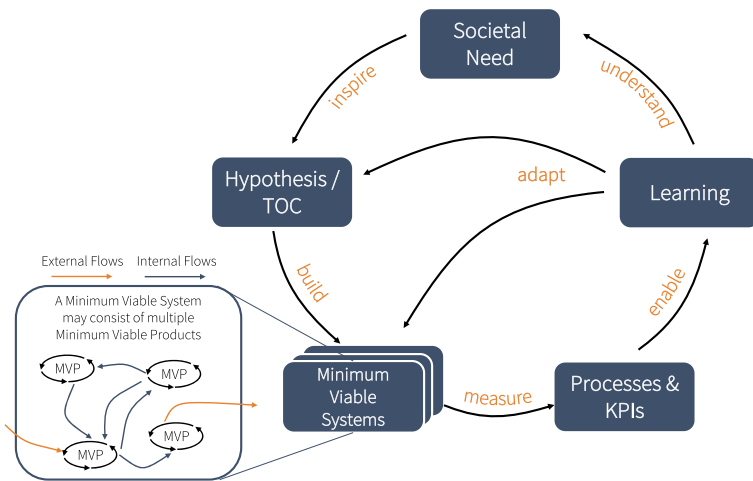 Societal
Need
inspire
understand
Hypothesis /
TOC
adapt
Learning
External Flows
Internal Flows
build
enable
A Minimum Viable System
may consist of multiple
Minimum Viable Products
MVP
MVP
MVP
MVP
Minimum
Viable
Systems
measure
Processes &
KPIs